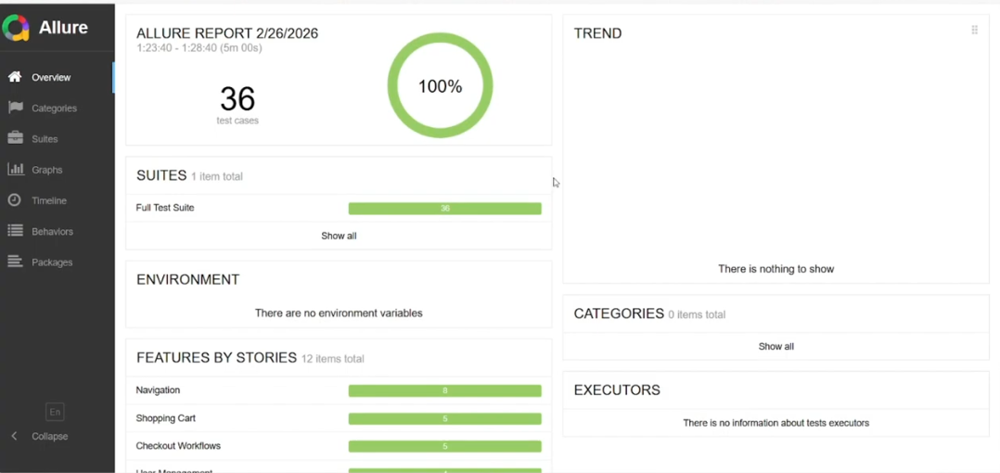 Allure
Overview
Categories
Suites
Graphs
Timeline
Behaviors
Packages
En
Collapse
ALLURE REPORT 2/26/2026
1:23:40 - 1:28:40 (5m 00s)
36
test cases
100%
SUITES 1 item total
Full Test Suite 36
Show all
ENVIRONMENT
There are no environment variables
FEATURES BY STORIES 12 items total
Navigation 8
Shopping Cart 5
Checkout Workflows 5
User Management 4
TREND
There is nothing to show
CATEGORIES 0 items total
Show all
EXECUTORS
There is no information about tests executors